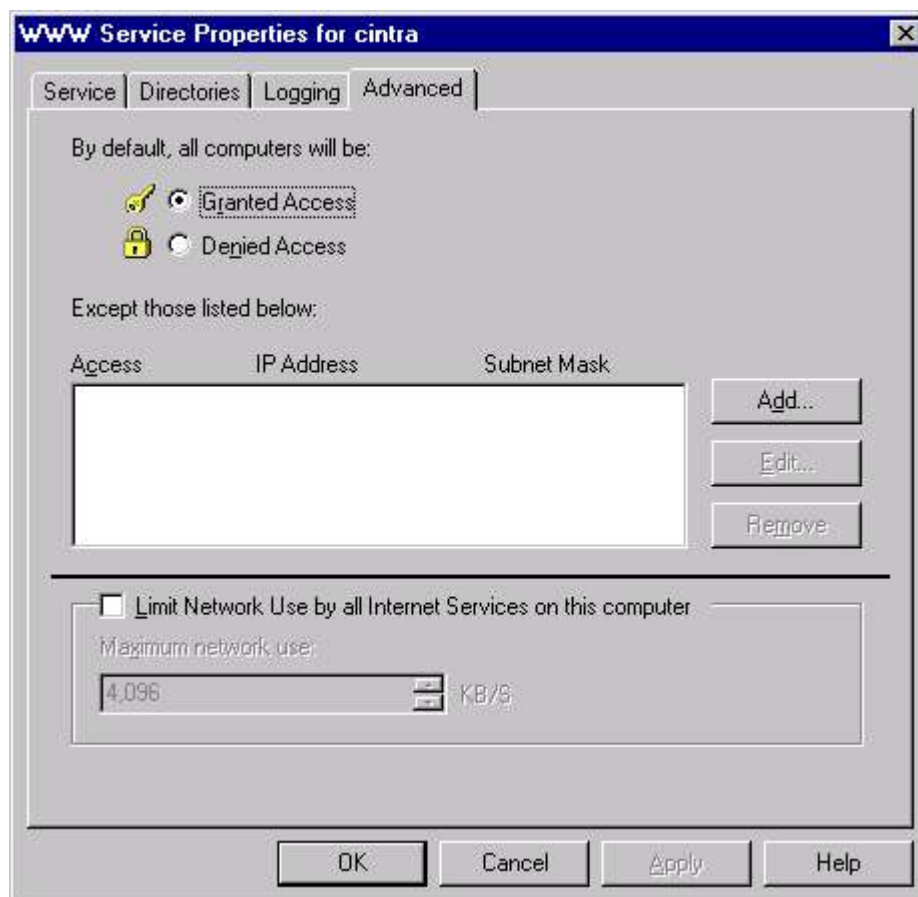 WWW Service Properties for cintra
Service Directories Logging Advanced
By default, all computers will be:
Granted Access
Denied Access
Except those listed below:
Access IP Address Subnet Mask
Add...
Edit...
Remove
Limit Network Use by all Internet Services on this computer
Maximum network use:
4,096 KB/S
OK Cancel Apply Help